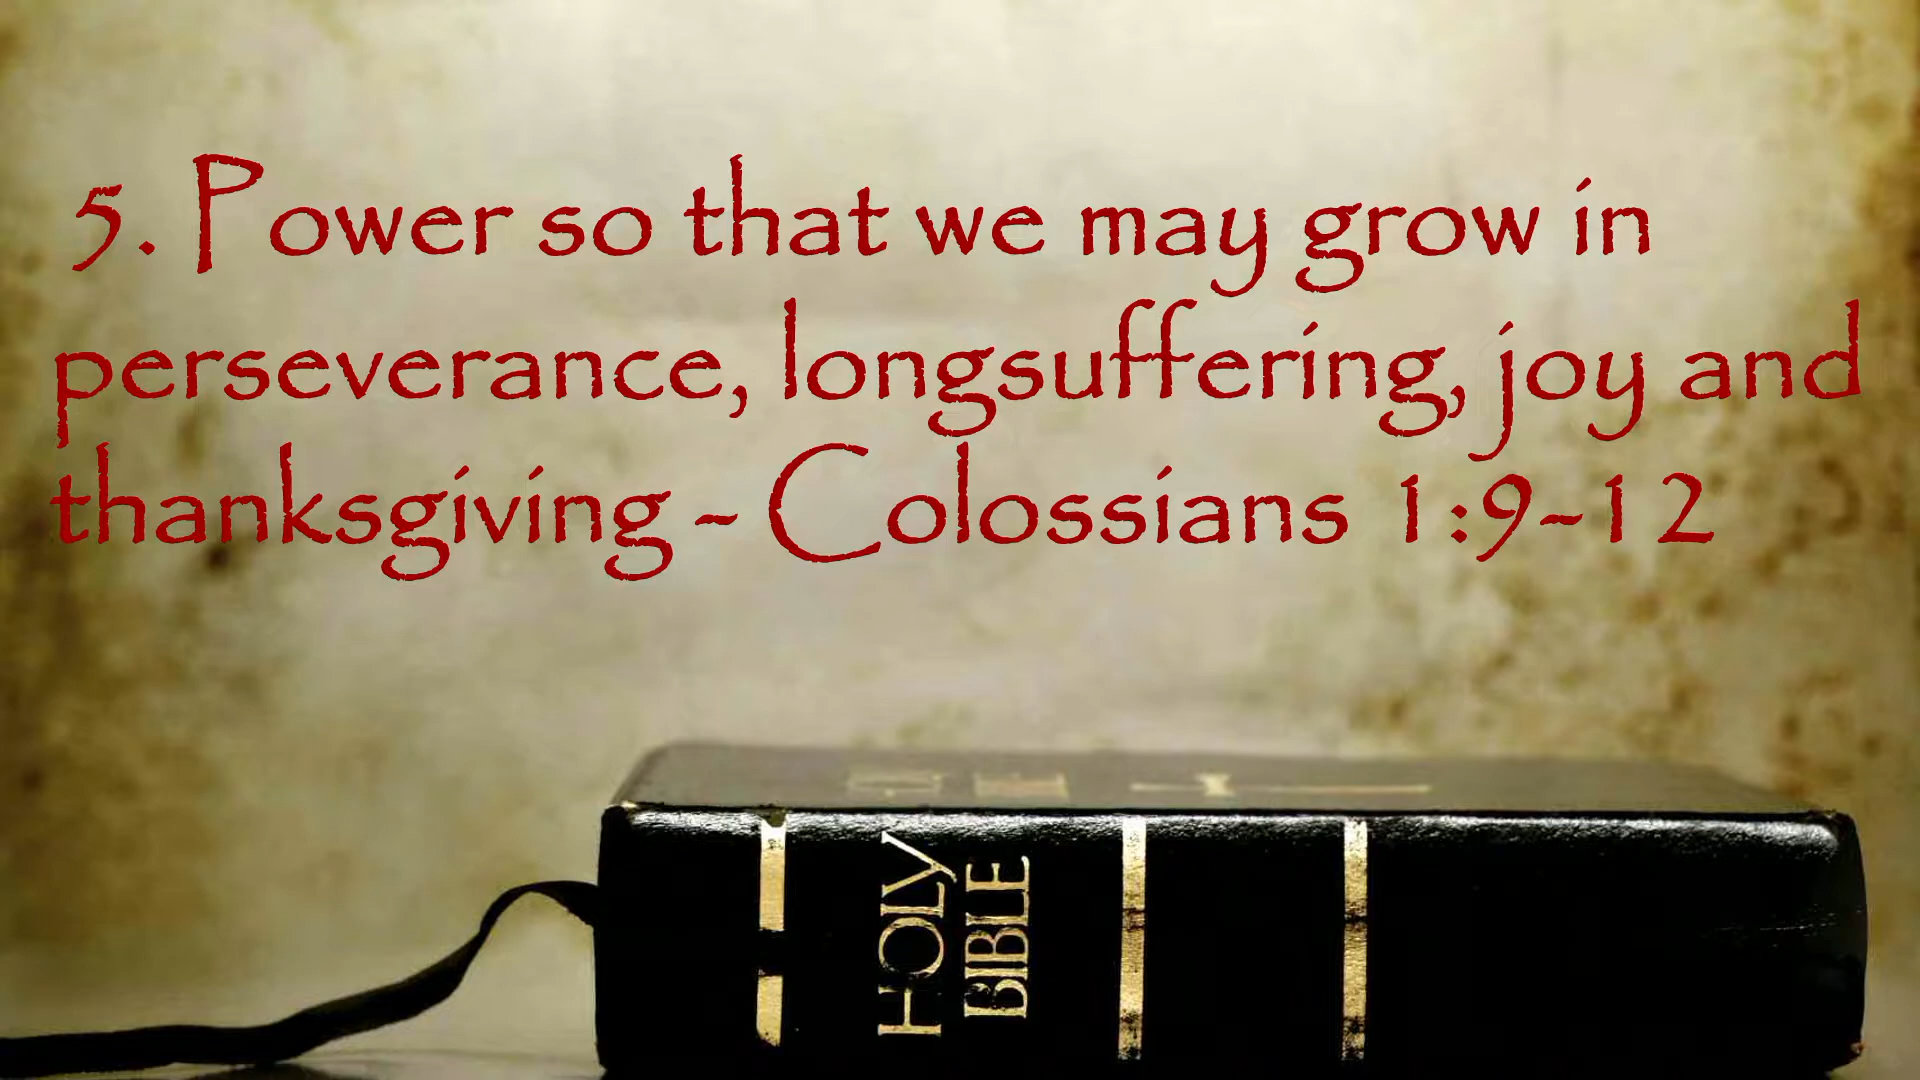 5. Power so that we may grow in
perseverance, longsuffering, joy and
thanksgiving - Colossians 1:9-12
HOLY
BIBLE